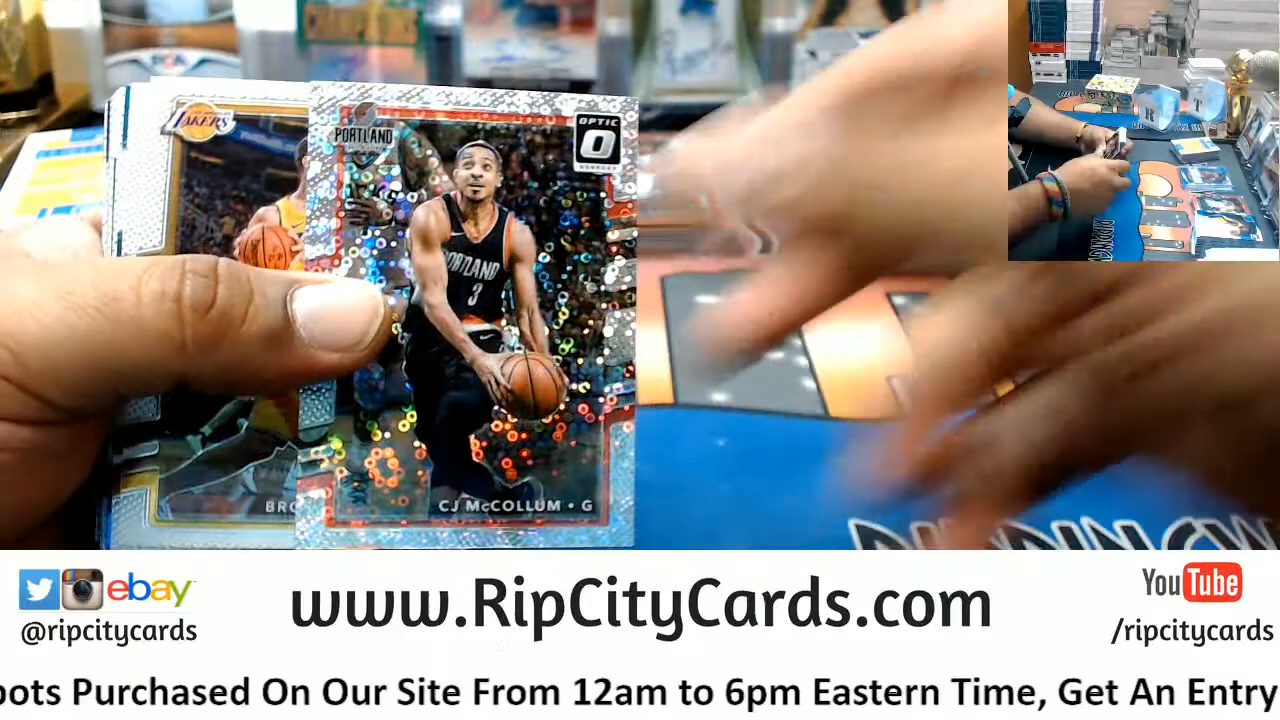 LAKERS
PORTLAND
OPTIC
PORTLAND
3
BRO
CJ McCOLLUM • G
R
T
ebay
@ripcitycards
www.RipCityCards.com
YouTube
/ripcitycards
pots Purchased On Our Site From 12am to 6pm Eastern Time, Get An Entry